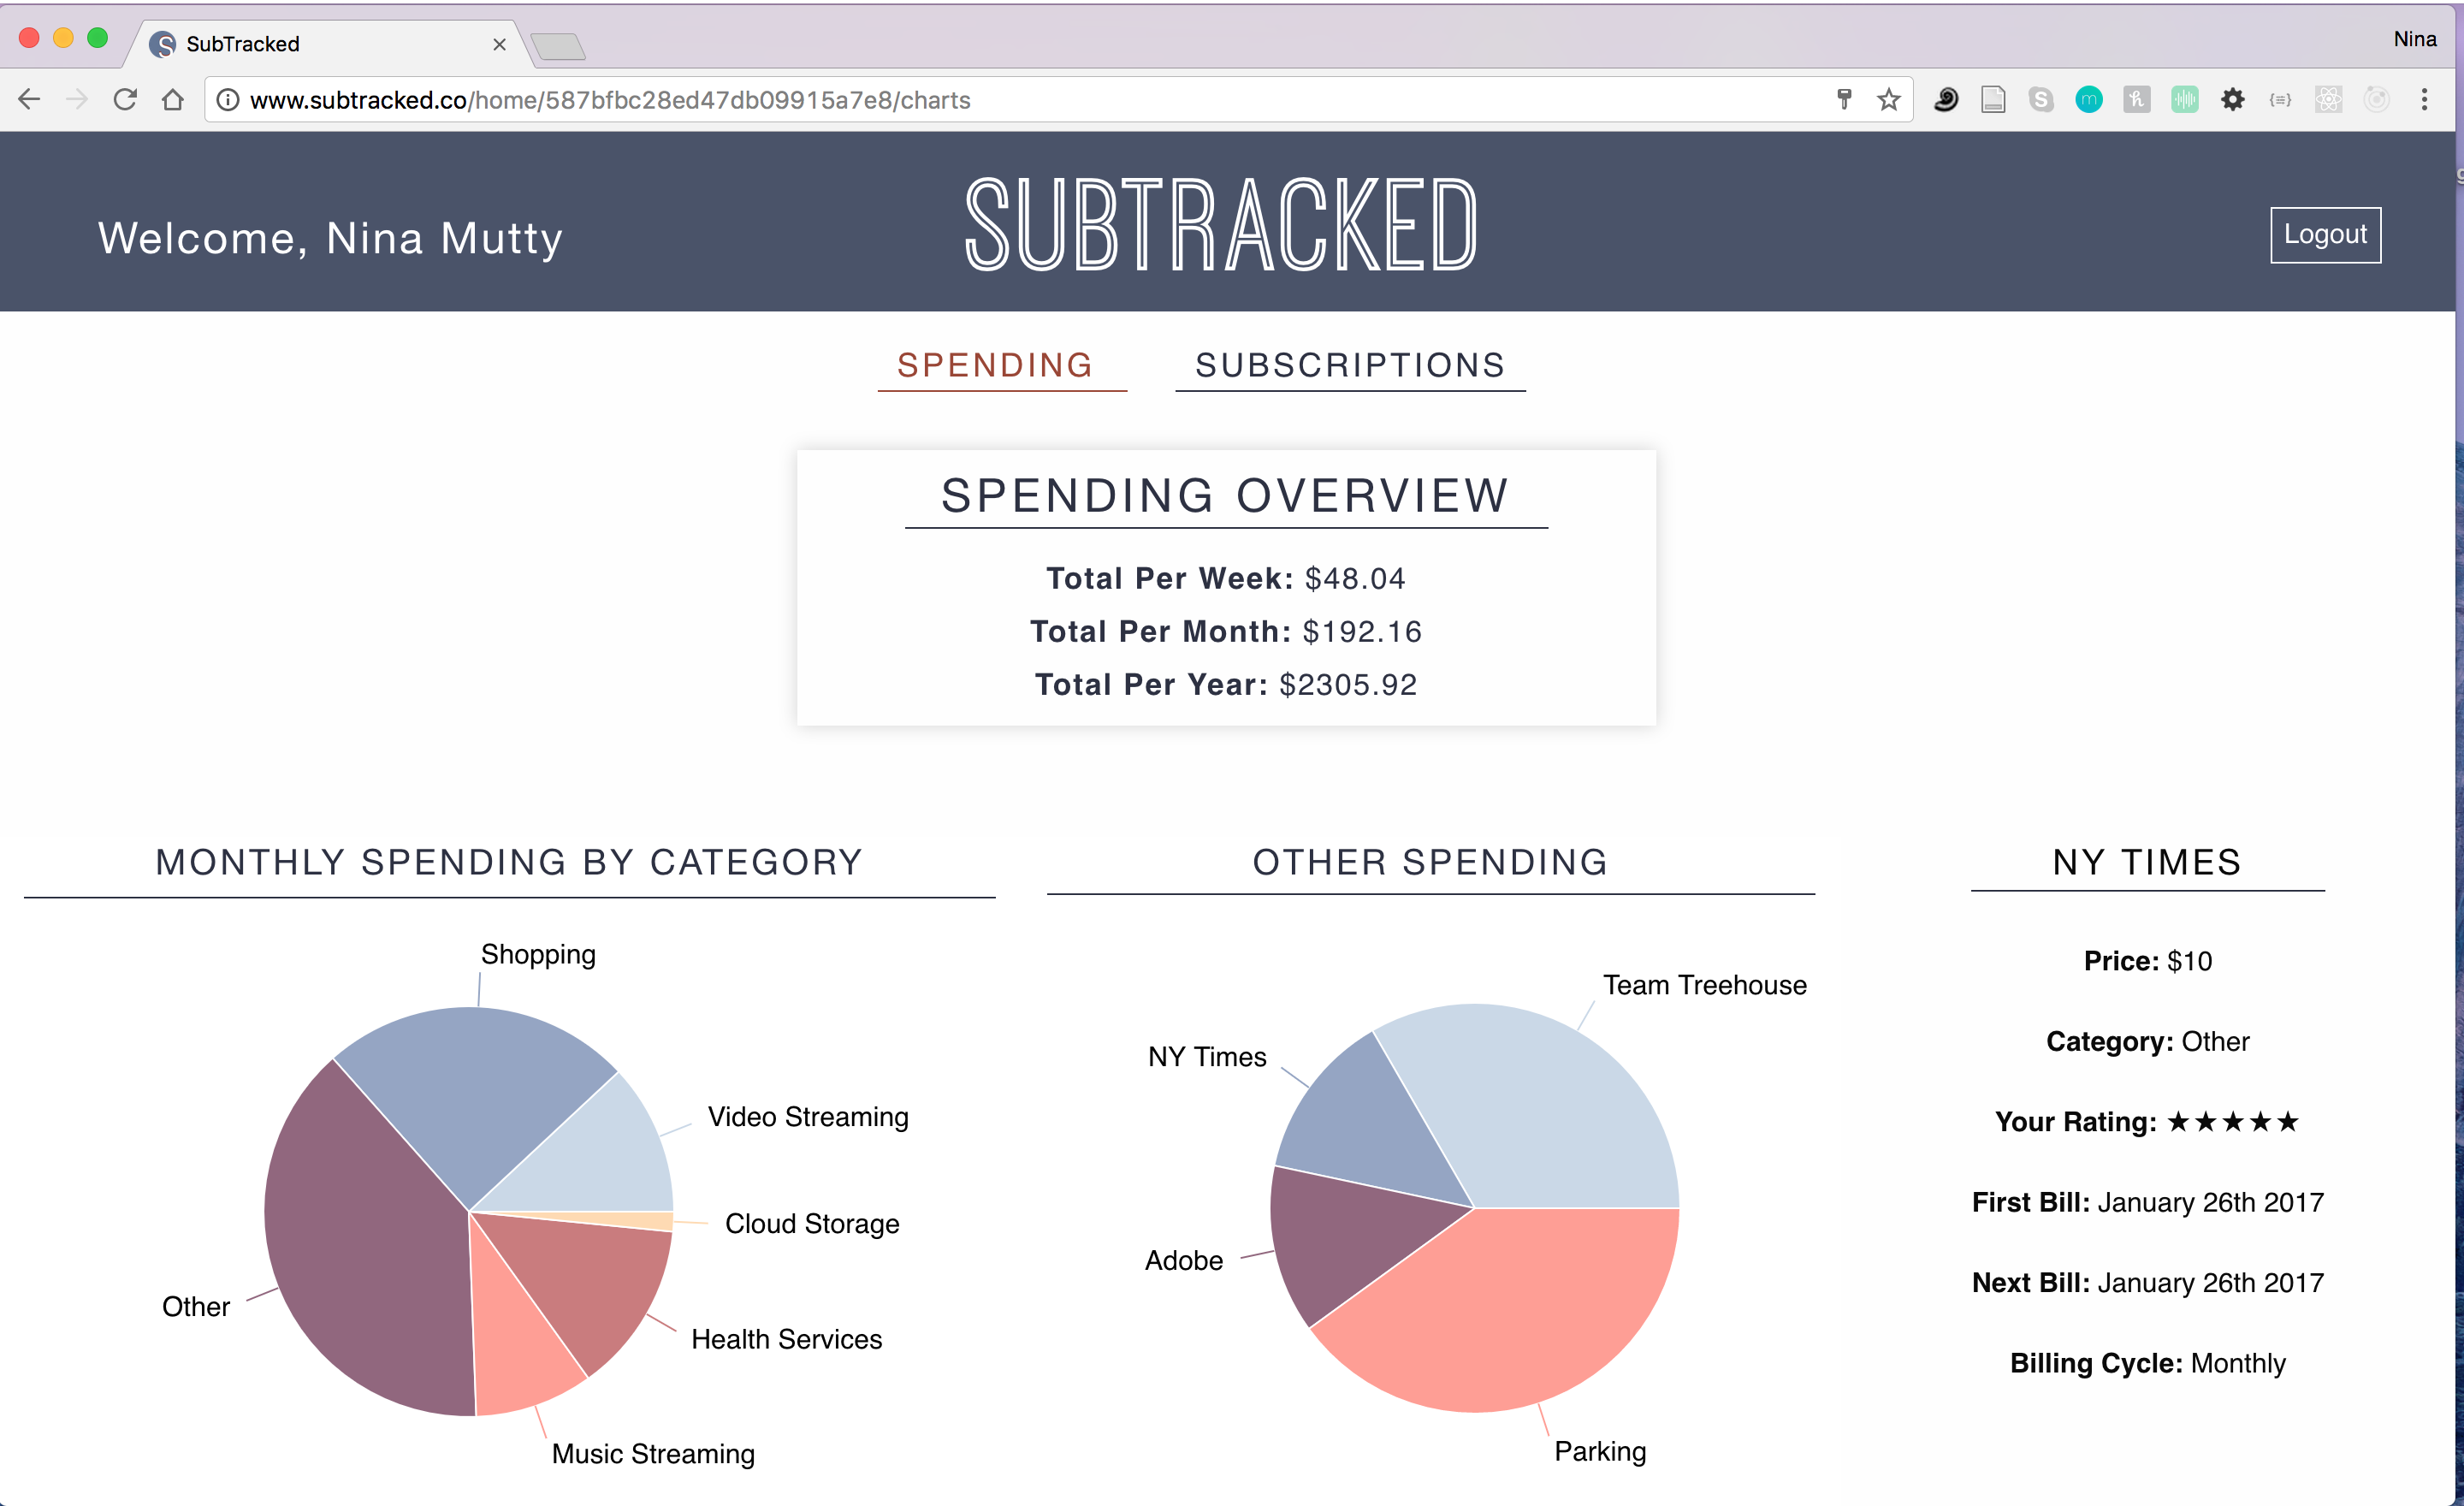 SubTracked
Nina
www.subtracked.co/home/587bfbc28ed47db09915a7e8/charts
Welcome, Nina Mutty
SUBTRACKED
Logout
SPENDING
SUBSCRIPTIONS
SPENDING OVERVIEW
Total Per Week: $48.04
Total Per Month: $192.16
Total Per Year: $2305.92
MONTHLY SPENDING BY CATEGORY
Shopping
Video Streaming
Cloud Storage
Other
Health Services
Music Streaming
OTHER SPENDING
Team Treehouse
NY Times
Adobe
Parking
NY TIMES
Price: $10
Category: Other
Your Rating: ★★★★★
First Bill: January 26th 2017
Next Bill: January 26th 2017
Billing Cycle: Monthly